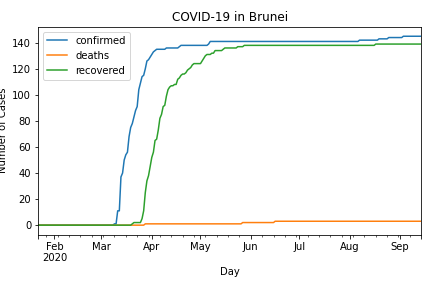 COVID-19 in Brunei
confirmed
deaths
recovered
Number of Cases
140
120
100
80
60
40
20
0
Feb Mar Apr May Jun Jul Aug Sep
2020
Day